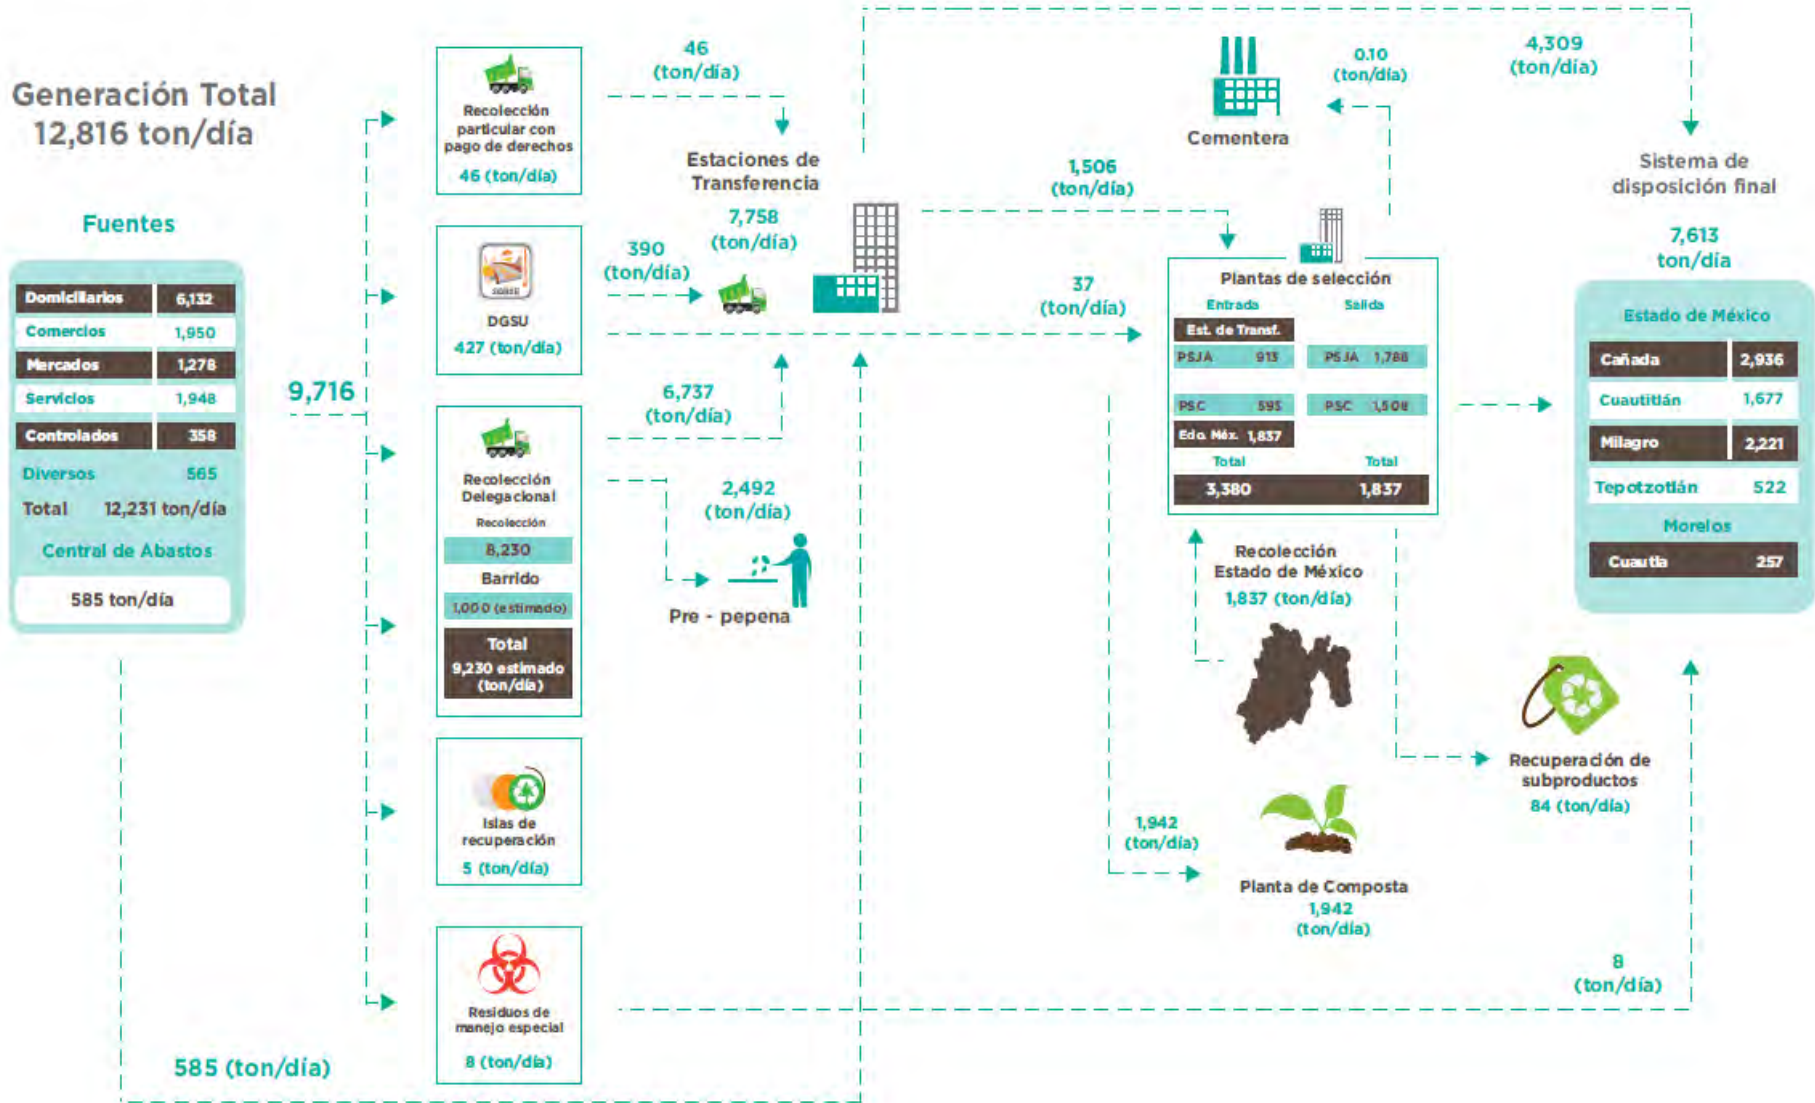 Generación Total
12,816 ton/día
Fuentes
Domiciliarios 6,132
Comercios 1,950
Mercados 1,278
Servicios 1,948
Controlados 358
Diversos 565
Total 12,231 ton/día
Central de Abastos
585 ton/día
585 (ton/día)
9,716
Recolección
particular con
pago de derechos
46 (ton/día)
DGSU
427 (ton/día)
Recolección
Delegacional
Recolección
8,230
Barrido
1,000 (estimado)
Total
9,230 estimado
(ton/día)
Islas de
recuperación
5 (ton/día)
Residuos de
manejo especial
8 (ton/día)
46
(ton/día)
Estaciones de
Transferencia
7,758
(ton/día)
390
(ton/día)
6,737
(ton/día)
2,492
(ton/día)
Pre - pepena
1,506
(ton/día)
37
(ton/día)
Cementera
0.10
(ton/día)
4,309
(ton/día)
Plantas de selección
Entrada Salida
Est. de Transf.
PSJA 913 PSJA 1,788
PSC 593 PSC 1,508
Edo. Méx. 1,837
Total Total
3,380 1,837
Recolección
Estado de México
1,837 (ton/día)
1,942
(ton/día)
Planta de Composta
1,942
(ton/día)
Recuperación de
subproductos
84 (ton/día)
8
(ton/día)
Sistema de
disposición final
7,613
ton/día
Estado de México
Cañada 2,936
Cuautitlán 1,677
Milagro 2,221
Tepotzotlán 522
Morelos
Cuautla 257